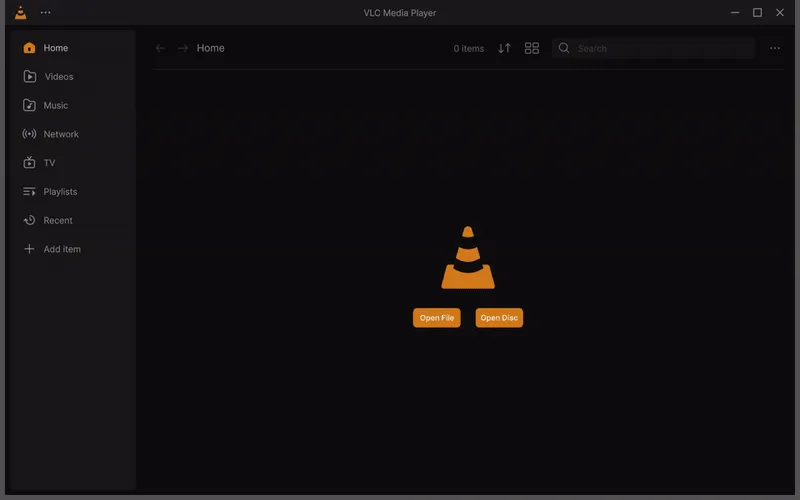 VLC Media Player
Home
Videos
Music
Network
TV
Playlists
Recent
Add item
Home
0 items
Search
Open File
Open Disc